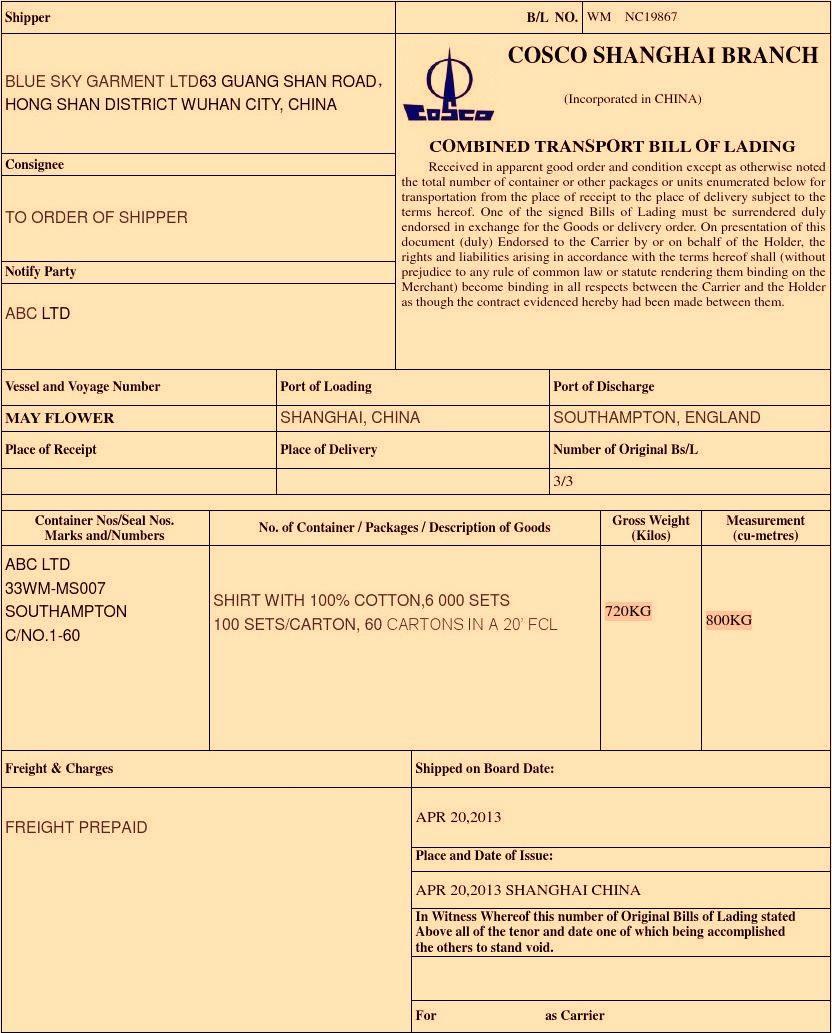 Shipper
B/L NO. WM NC19867
BLUE SKY GARMENT LTD63 GUANG SHAN ROAD,
HONG SHAN DISTRICT WUHAN CITY, CHINA
COSCO
COSCO SHANGHAI BRANCH
(Incorporated in CHINA)
COMBINED TRANSPORT BILL OF LADING
Received in apparent good order and condition except as otherwise noted
the total number of container or other packages or units enumerated below for
transportation from the place of receipt to the place of delivery subject to the
terms hereof. One of the signed Bills of Lading must be surrendered duly
endorsed in exchange for the Goods or delivery order. On presentation of this
document (duly) Endorsed to the Carrier by or on behalf of the Holder, the
rights and liabilities arising in accordance with the terms hereof shall (without
prejudice to any rule of common law or statute rendering them binding on the
Merchant) become binding in all respects between the Carrier and the Holder
as though the contract evidenced hereby had been made between them.
Consignee
TO ORDER OF SHIPPER
Notify Party
ABC LTD
Vessel and Voyage Number
Port of Loading
Port of Discharge
MAY FLOWER
SHANGHAI, CHINA
SOUTHAMPTON, ENGLAND
Place of Receipt
Place of Delivery
Number of Original Bs/L
3/3
Container Nos/Seal Nos.
Marks and/Numbers
No. of Container / Packages / Description of Goods
Gross Weight
(Kilos)
Measurement
(cu-metres)
ABC LTD
33WM-MS007
SOUTHAMPTON
C/NO.1-60
SHIRT WITH 100% COTTON,6 000 SETS
100 SETS/CARTON, 60 CARTONS IN A 20' FCL
720KG
800KG
Freight & Charges
FREIGHT PREPAID
Shipped on Board Date:
APR 20,2013
Place and Date of Issue:
APR 20,2013 SHANGHAI CHINA
In Witness Whereof this number of Original Bills of Lading stated
Above all of the tenor and date one of which being accomplished
the others to stand void.
For as Carrier